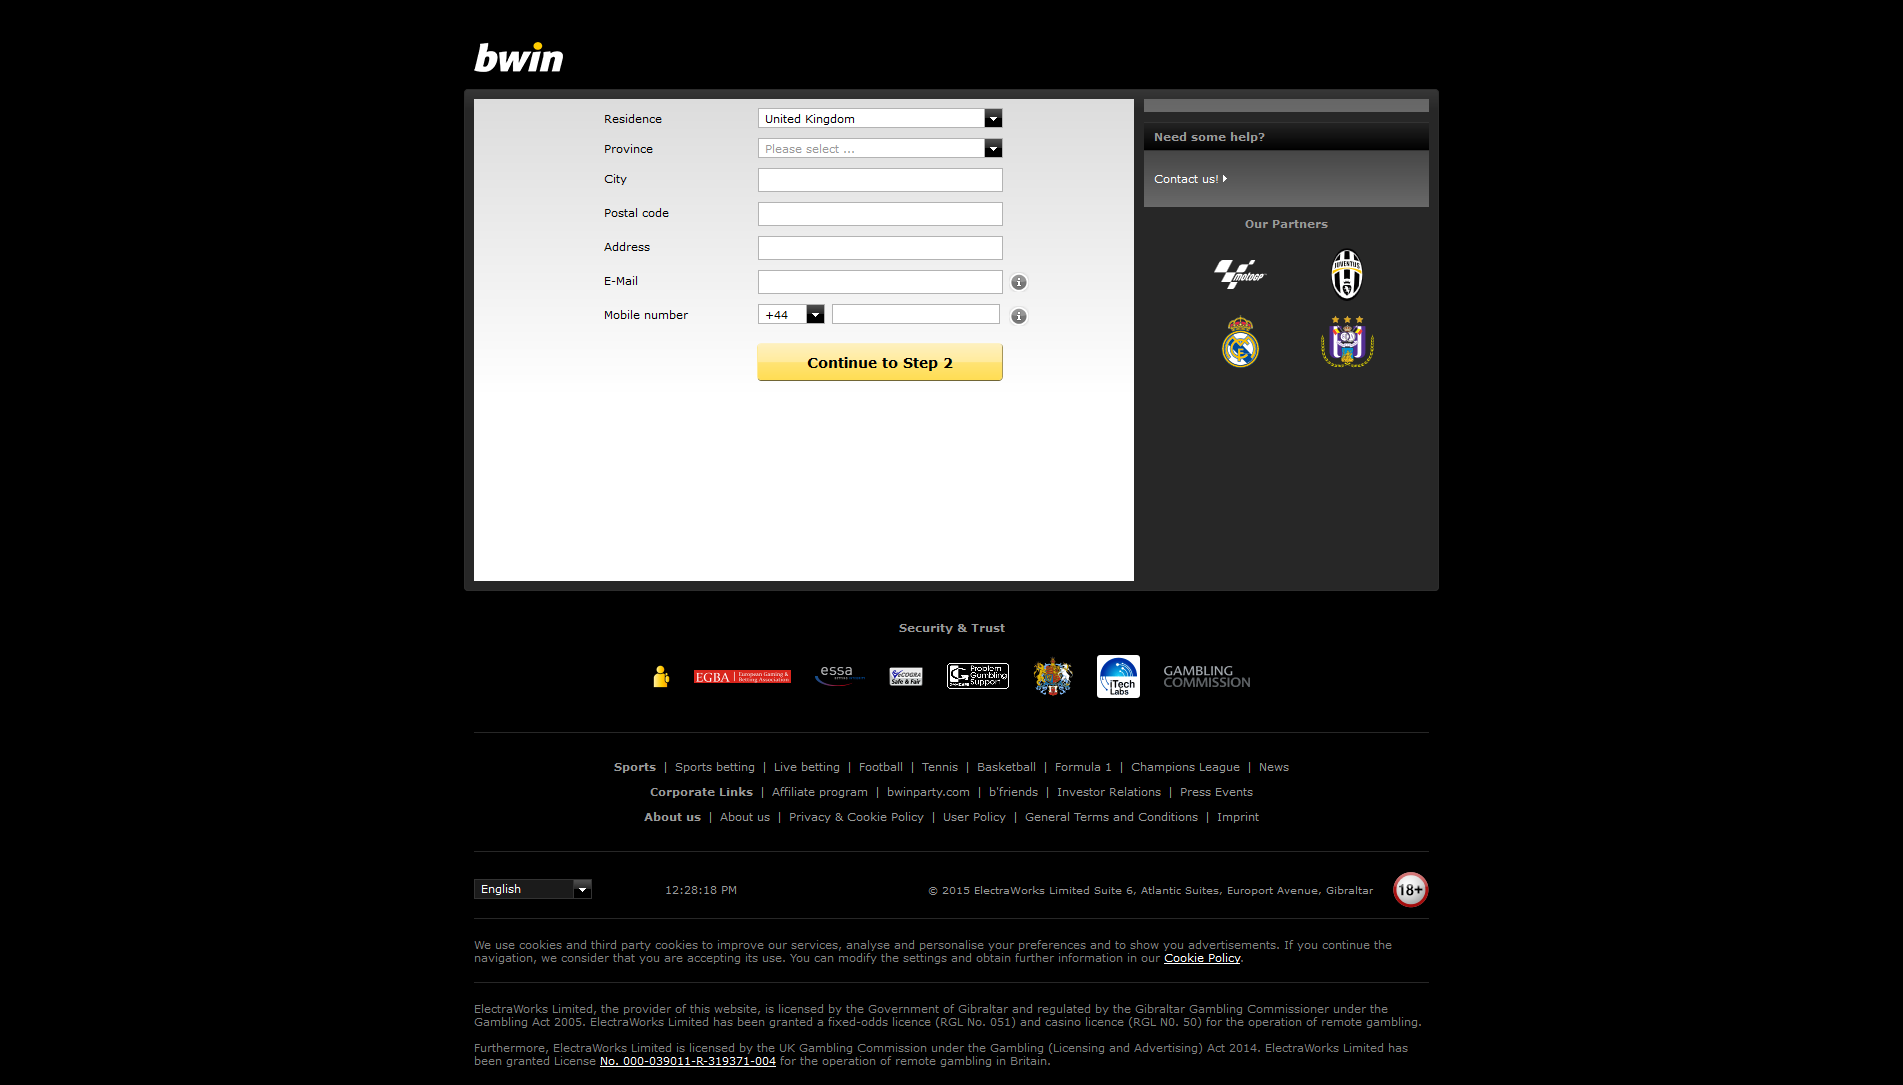 bwin
Residence
United Kingdom
Province
Please select ...
City
Postal code
Address
E-Mail
Mobile number
+44
Continue to Step 2
Need some help?
Contact us!
Our Partners
MotoGP
JUVENTUS
Security & Trust
EGBA European Gaming & Betting Association
essa
eCOGRA Safe & Fair
Problem Gambling Support
iTech Labs
GAMBLING COMMISSION
Sports | Sports betting | Live betting | Football | Tennis | Basketball | Formula 1 | Champions League | News
Corporate Links | Affiliate program | bwinparty.com | b'friends | Investor Relations | Press Events
About us | About us | Privacy & Cookie Policy | User Policy | General Terms and Conditions | Imprint
English
12:28:18 PM
© 2015 ElectraWorks Limited Suite 6, Atlantic Suites, Europort Avenue, Gibraltar
18+
We use cookies and third party cookies to improve our services, analyse and personalise your preferences and to show you advertisements. If you continue the
navigation, we consider that you are accepting its use. You can modify the settings and obtain further information in our Cookie Policy.
ElectraWorks Limited, the provider of this website, is licensed by the Government of Gibraltar and regulated by the Gibraltar Gambling Commissioner under the
Gambling Act 2005. ElectraWorks Limited has been granted a fixed-odds licence (RGL No. 051) and casino licence (RGL N0. 50) for the operation of remote gambling.
Furthermore, ElectraWorks Limited is licensed by the UK Gambling Commission under the Gambling (Licensing and Advertising) Act 2014. ElectraWorks Limited has
been granted License No. 000-039011-R-319371-004 for the operation of remote gambling in Britain.